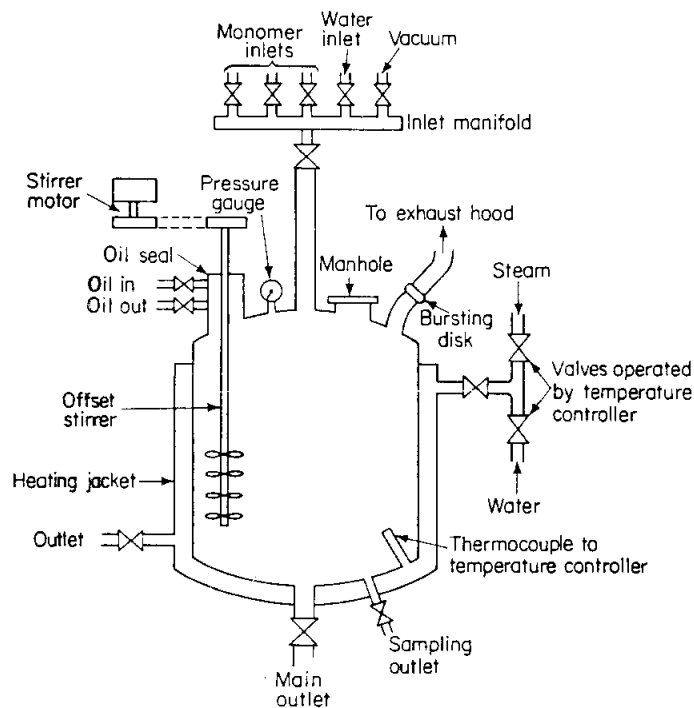 Monomer
inlets
Water
inlet
Vacuum
Inlet manifold
Stirrer
motor
Pressure
gauge
To exhaust hood
Oil seal
Manhole
Steam
Oil in
Oil out
Bursting
disk
Valves operated
by temperature
controller
Offset
stirrer
Heating jacket
Water
Outlet
Thermocouple to
temperature controller
Sampling
outlet
Main
outlet